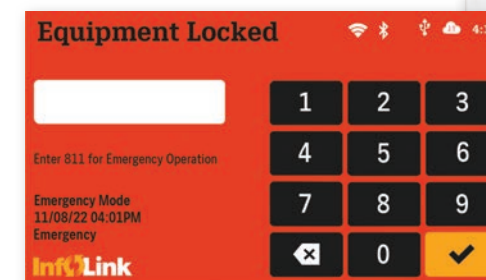 Equipment Locked
1 2 3
Enter 811 for Emergency Operation
4 5 6
Emergency Mode
11/08/22 04:01PM
Emergency
7 8 9
InfoLink
0